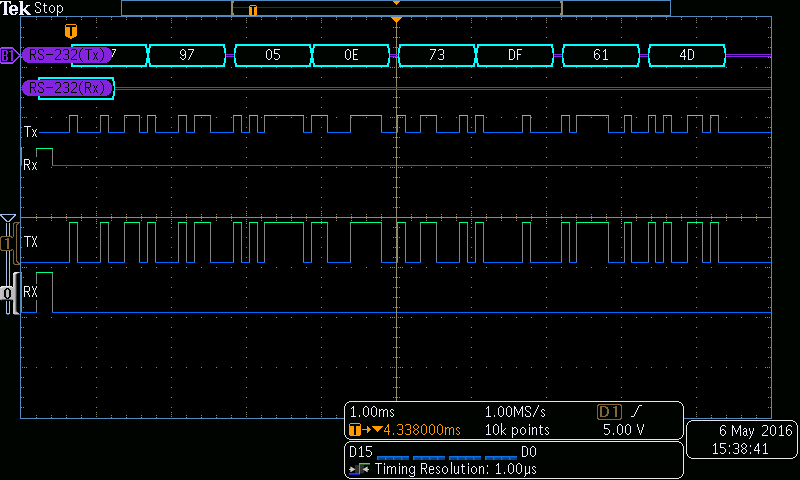 Tek Stop
T
T
B1 RS-232(Tx) 7 97 05 0E 73 DF 61 4D
RS-232(Rx)
Tx
Rx
1 TX
0 RX
1.00ms 1.00MS/s D1
T→▼4.338000ms 10k points 5.00 V
6 May 2016
15:38:41
D15 D0
Timing Resolution: 1.00µs